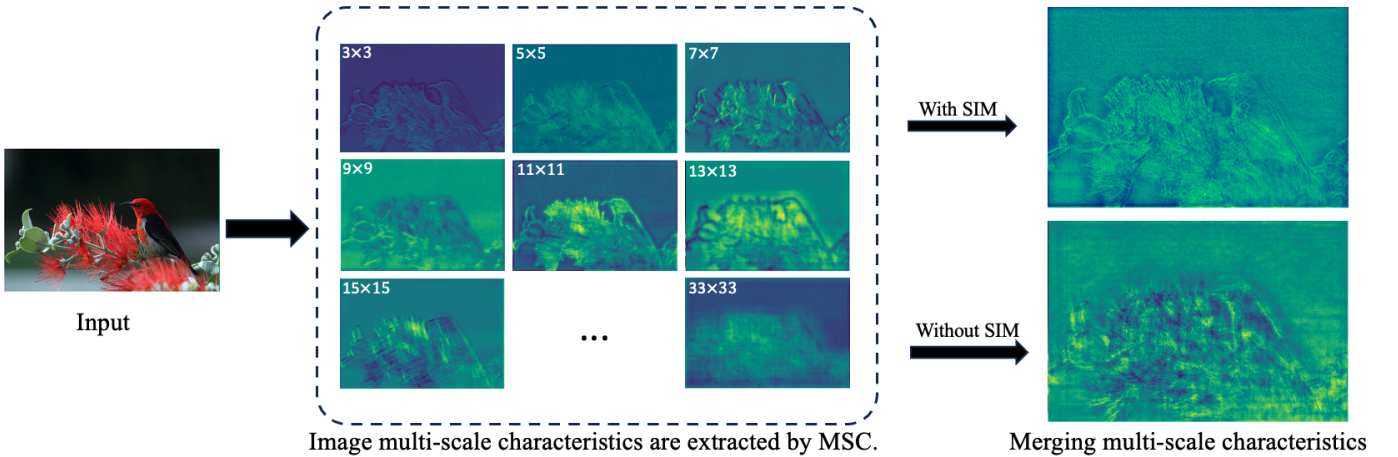 3×3
5×5
7×7
9×9
11×11
13×13
15×15
...
33×33
Input
With SIM
Without SIM
Image multi-scale characteristics are extracted by MSC.
Merging multi-scale characteristics